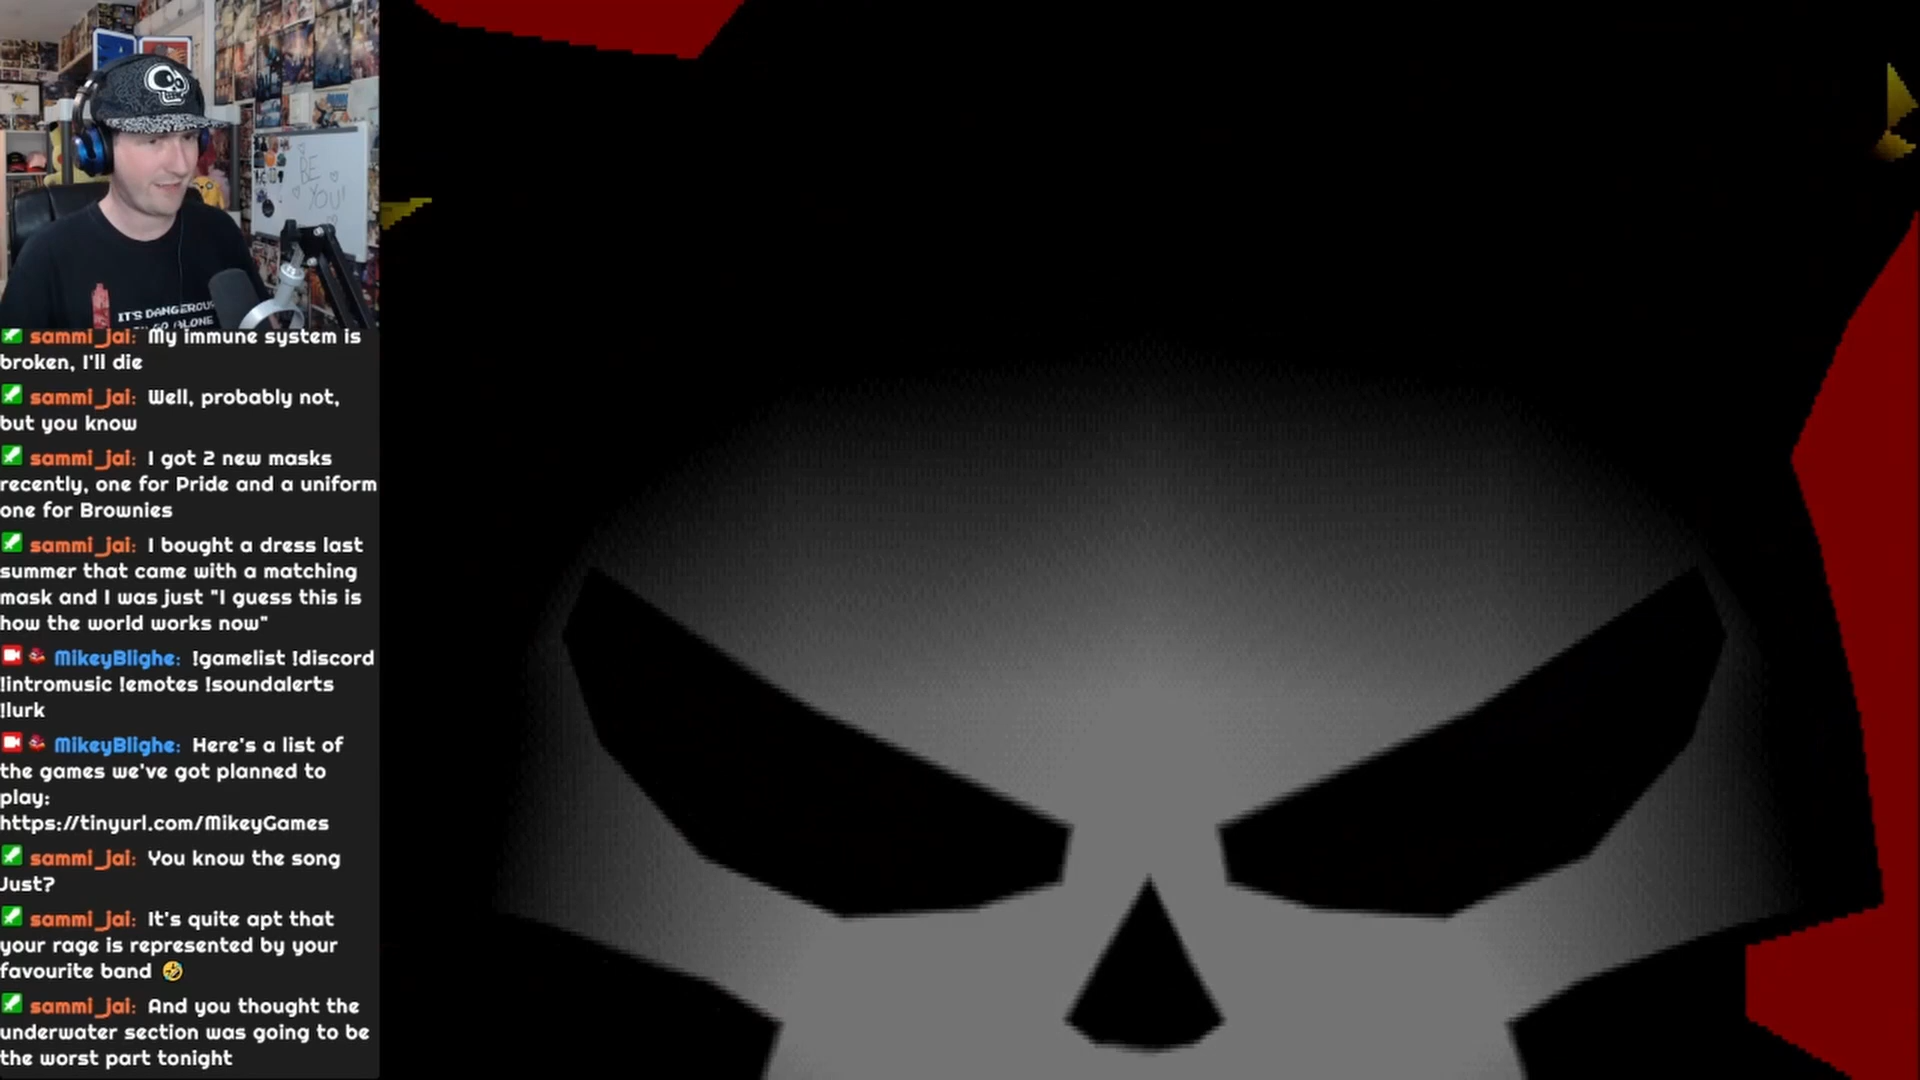 BE
YOU!
IT'S DANGEROUS
GO ALONE
sammi_jai: My immune system is
broken, I'll die
sammi_jai: Well, probably not,
but you know
sammi_jai: I got 2 new masks
recently, one for Pride and a uniform
one for Brownies
sammi_jai: I bought a dress last
summer that came with a matching
mask and I was just "I guess this is
how the world works now"
MikeyBlighe: !gamelist !discord
!intromusic !emotes !soundalerts
!lurk
MikeyBlighe: Here's a list of
the games we've got planned to
play:
https://tinyurl.com/MikeyGames
sammi_jai: You know the song
Just?
sammi_jai: It's quite apt that
your rage is represented by your
favourite band 🤣
sammi_jai: And you thought the
underwater section was going to be
the worst part tonight